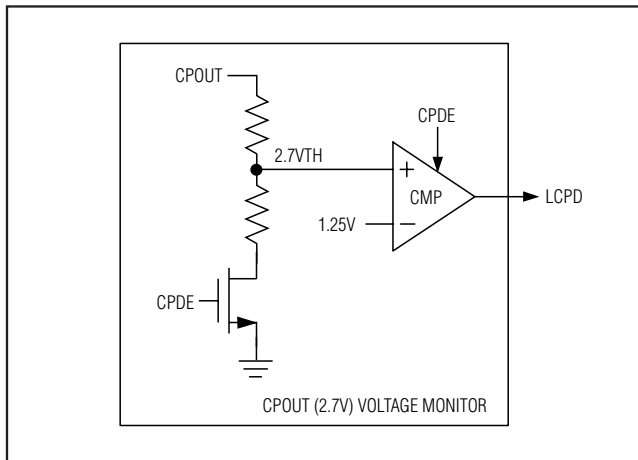 CPOUT
CPDE
2.7VTH
+
CMP
LCPD
1.25V
−
CPDE
CPOUT (2.7V) VOLTAGE MONITOR